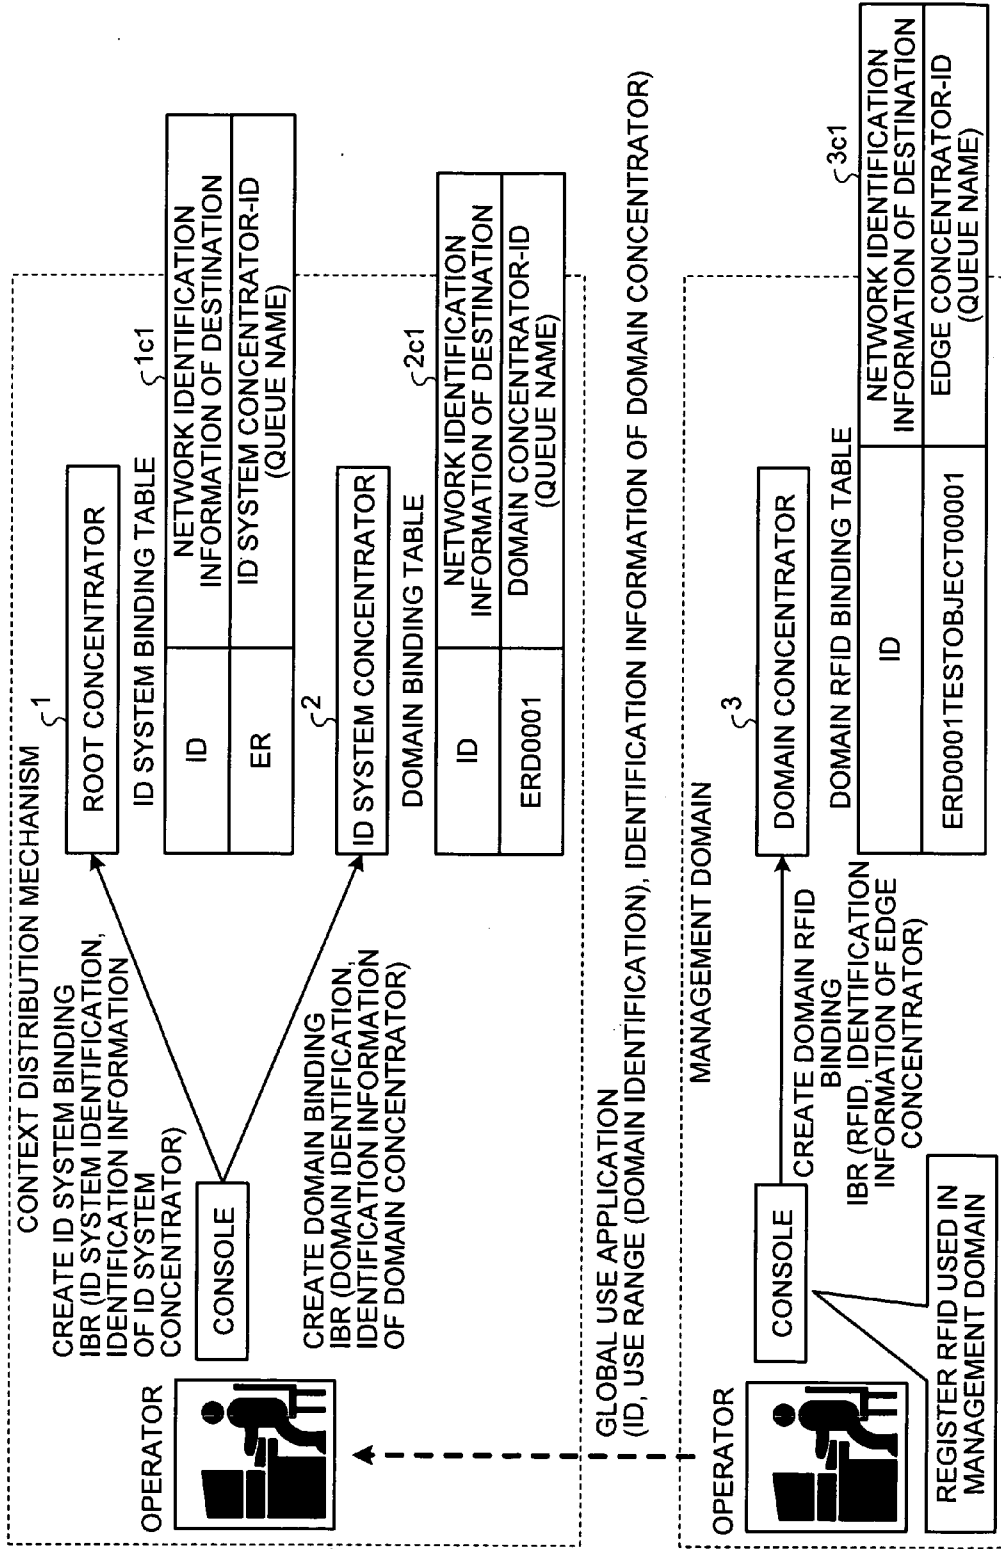 CONTEXT DISTRIBUTION MECHANISM
CREATE ID SYSTEM BINDING
IBR (ID SYSTEM IDENTIFICATION,
IDENTIFICATION INFORMATION
OF ID SYSTEM
CONCENTRATOR)
1
ROOT CONCENTRATOR
ID SYSTEM BINDING TABLE
1c1
ID
NETWORK IDENTIFICATION
INFORMATION OF DESTINATION
ER
ID SYSTEM CONCENTRATOR-ID
(QUEUE NAME)
OPERATOR
CONSOLE
CREATE DOMAIN BINDING
IBR (DOMAIN IDENTIFICATION,
IDENTIFICATION INFORMATION
OF DOMAIN CONCENTRATOR)
2
ID SYSTEM CONCENTRATOR
DOMAIN BINDING TABLE
2c1
ID
NETWORK IDENTIFICATION
INFORMATION OF DESTINATION
ERD0001
DOMAIN CONCENTRATOR-ID
(QUEUE NAME)
GLOBAL USE APPLICATION
(ID, USE RANGE (DOMAIN IDENTIFICATION), IDENTIFICATION INFORMATION OF DOMAIN CONCENTRATOR)
MANAGEMENT DOMAIN
OPERATOR
CONSOLE
REGISTER RFID USED IN
MANAGEMENT DOMAIN
CREATE DOMAIN RFID
BINDING
IBR (RFID, IDENTIFICATION
INFORMATION OF EDGE
CONCENTRATOR)
3
DOMAIN CONCENTRATOR
DOMAIN RFID BINDING TABLE
3c1
ID
NETWORK IDENTIFICATION
INFORMATION OF DESTINATION
ERD0001TESTOBJECT00001
EDGE CONCENTRATOR-ID
(QUEUE NAME)